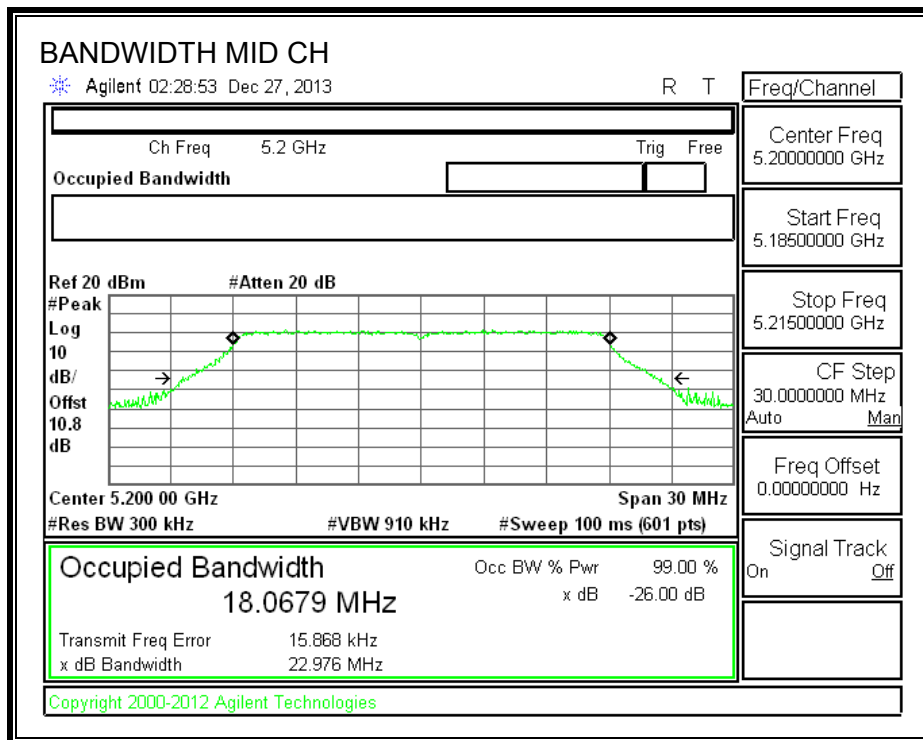 BANDWIDTH MID CH
Agilent 02:28:53 Dec 27, 2013 R T
Freq/Channel
Ch Freq 5.2 GHz Trig Free
Occupied Bandwidth
Center Freq
5.20000000 GHz
Start Freq
5.18500000 GHz
Stop Freq
5.21500000 GHz
CF Step
30.0000000 MHz
Auto Man
Freq Offset
0.00000000 Hz
Signal Track
On Off
Ref 20 dBm #Atten 20 dB
#Peak
Log
10
dB/
Offst
10.8
dB
Center 5.200 00 GHz Span 30 MHz
#Res BW 300 kHz #VBW 910 kHz #Sweep 100 ms (601 pts)
Occupied Bandwidth Occ BW % Pwr 99.00 %
18.0679 MHz x dB -26.00 dB
Transmit Freq Error 15.868 kHz
x dB Bandwidth 22.976 MHz
Copyright 2000-2012 Agilent Technologies